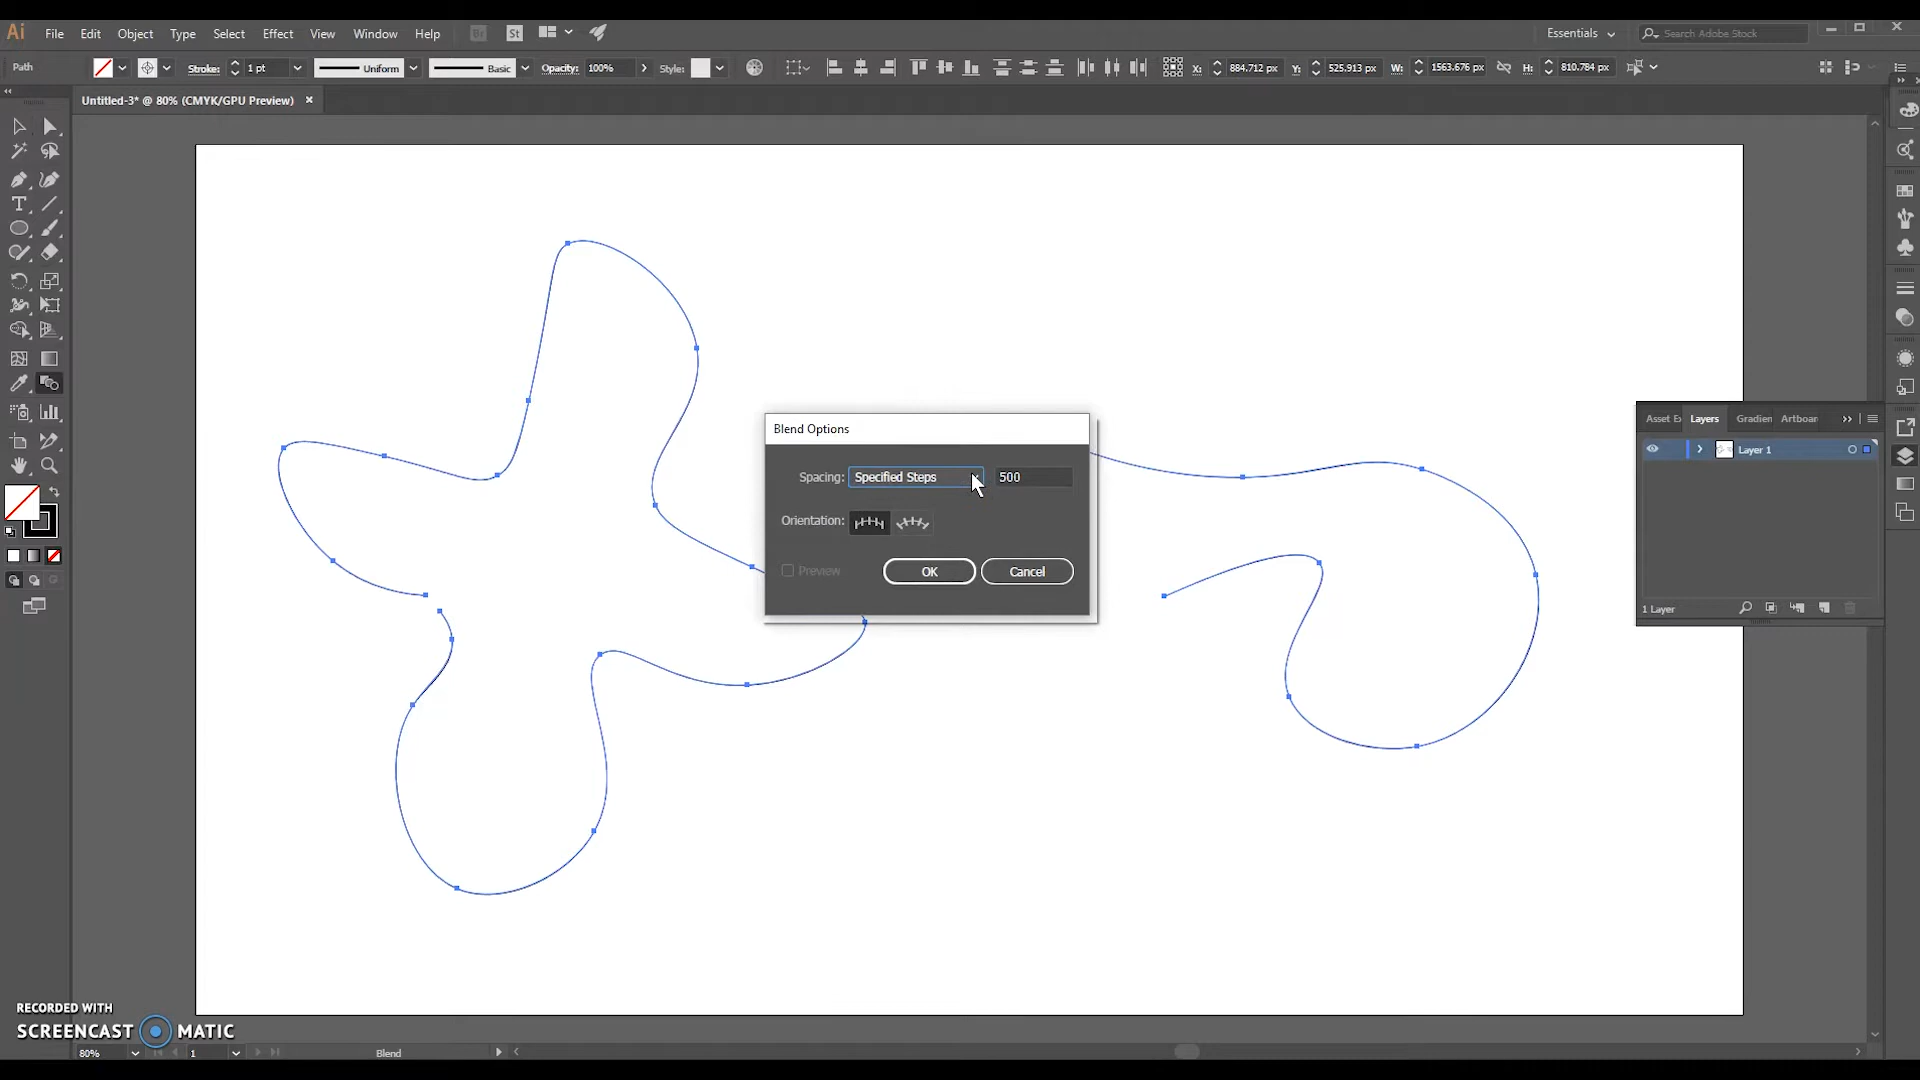 Ai File Edit Object Type Select Effect View Window Help Br St Essentials Search Adobe Stock
Path Stroke: 1 pt Uniform Basic Opacity: 100% Style: X: 884.712 px Y: 525.913 px W: 1563.676 px H: 810.784 px
Untitled-3* @ 80% (CMYK/GPU Preview) ×
Blend Options
Spacing: Specified Steps 500
Orientation:
Preview OK Cancel
Asset Ex Layers Gradien Artboar
Layer 1
1 Layer
RECORDED WITH
SCREENCAST MATIC
80% 1 Blend